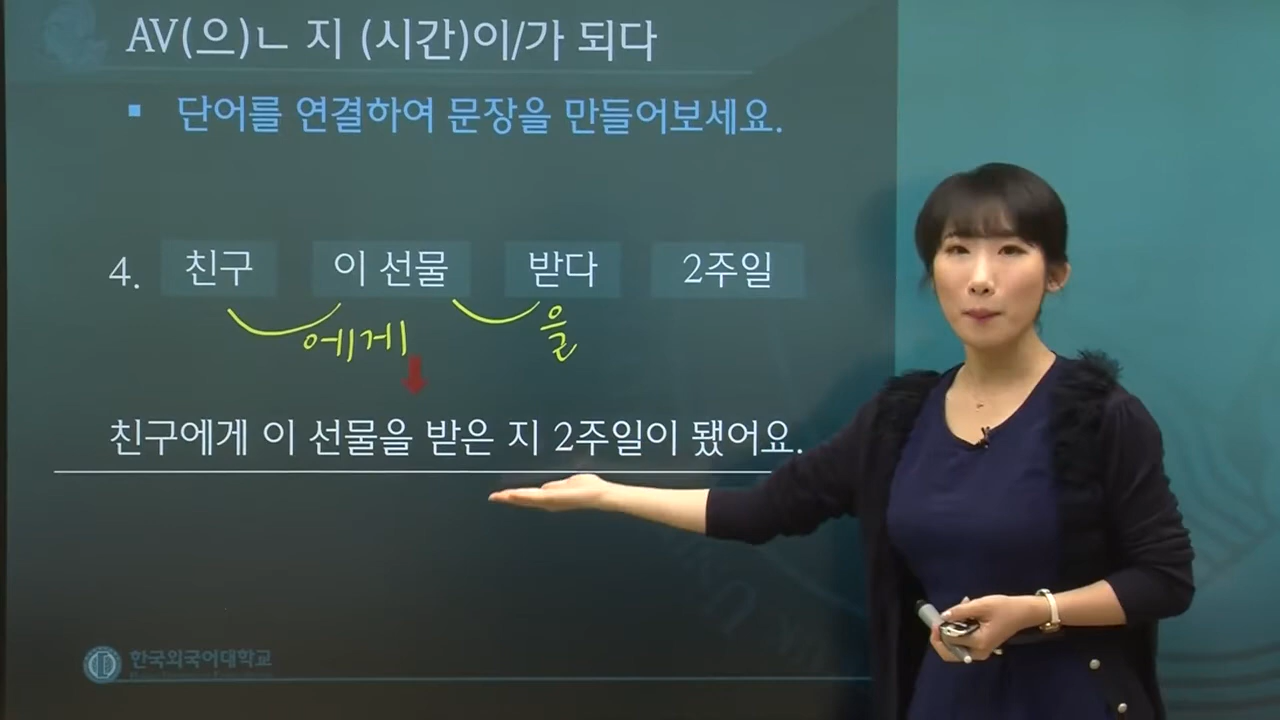 AV(으)ㄴ 지 (시간)이/가 되다
▪ 단어를 연결하여 문장을 만들어보세요.
4. 친구 이 선물 받다 2주일
에게 을
친구에게 이 선물을 받은 지 2주일이 됐어요.
한국외국어대학교